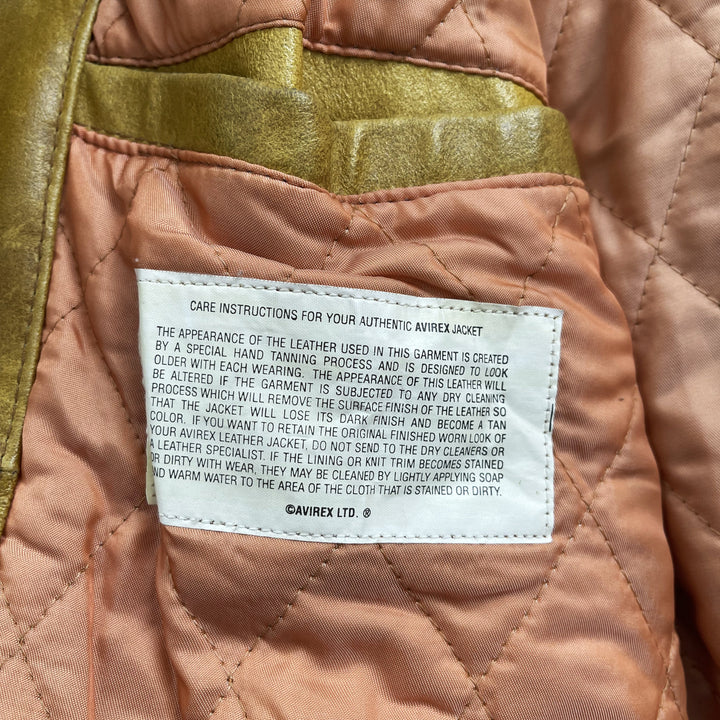 CARE INSTRUCTIONS FOR YOUR AUTHENTIC AVIREX JACKET
THE APPEARANCE OF THE LEATHER USED IN THIS GARMENT IS CREATED
BY A SPECIAL HAND TANNING PROCESS AND IS DESIGNED TO LOOK
OLDER WITH EACH WEARING. THE APPEARANCE OF THIS LEATHER WILL
BE ALTERED IF THE GARMENT IS SUBJECTED TO ANY DRY CLEANING
PROCESS WHICH WILL REMOVE THE SURFACE FINISH OF THE LEATHER SO
THAT THE JACKET WILL LOSE ITS DARK FINISH AND BECOME A TAN
COLOR. IF YOU WANT TO RETAIN THE ORIGINAL FINISHED WORN LOOK OF
YOUR AVIREX LEATHER JACKET, DO NOT SEND TO THE DRY CLEANERS OR
A LEATHER SPECIALIST. IF THE LINING OR KNIT TRIM BECOMES STAINED
OR DIRTY WITH WEAR, THEY MAY BE CLEANED BY LIGHTLY APPLYING SOAP
AND WARM WATER TO THE AREA OF THE CLOTH THAT IS STAINED OR DIRTY.
©AVIREX LTD. ®